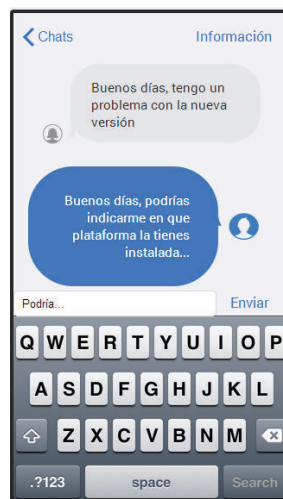 Chats Información
Buenos días, tengo un
problema con la nueva
versión
Buenos días, podrías
indicarme en que
plataforma la tienes
instalada...
Podría... Enviar
Q W E R T Y U I O P
A S D F G H J K L
Z X C V B N M
.?123 space Search